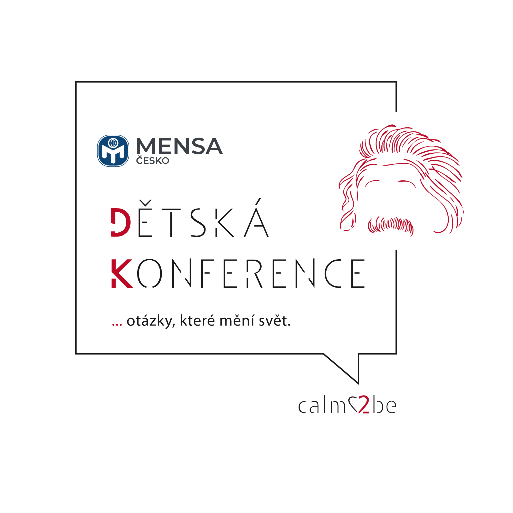 MENSA
ČESKO
DĚTSKÁ
KONFERENCE
... otázky, které mění svět.
calm2be